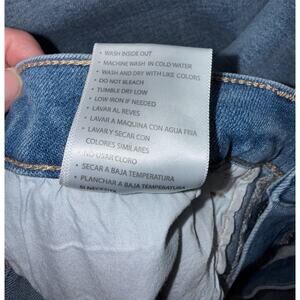 • WASH INSIDE OUT
• MACHINE WASH IN COLD WATER
• WASH AND DRY WITH LIKE COLORS
• DO NOT BLEACH
• TUMBLE DRY LOW
• LOW IRON IF NEEDED
• LAVAR AL REVES
• LAVAR A MAQUINA CON AGUA FRIA
• LAVAR Y SECAR CON
COLORES SIMILARES
• NO USAR CLORO
• SECAR A BAJA TEMPERATURA
• PLANCHAR A BAJA TEMPERATURA
SI NECESITA